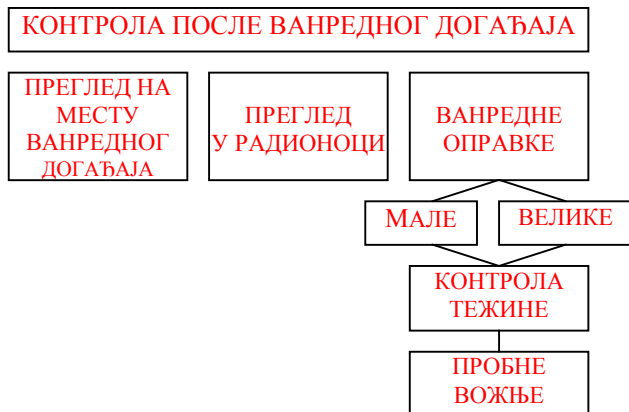 КОНТРОЛА ПОСЛЕ ВАНРЕДНОГ ДОГАЂАЈА
ПРЕГЛЕД НА
МЕСТУ
ВАНРЕДНОГ
ДОГАЂАЈА
ПРЕГЛЕД
У РАДИОНОЦИ
ВАНРЕДНЕ
ОПРАВКЕ
МАЛЕ
ВЕЛИКЕ
КОНТРОЛА
ТЕЖИНЕ
ПРОБНЕ
ВОЖЊЕ